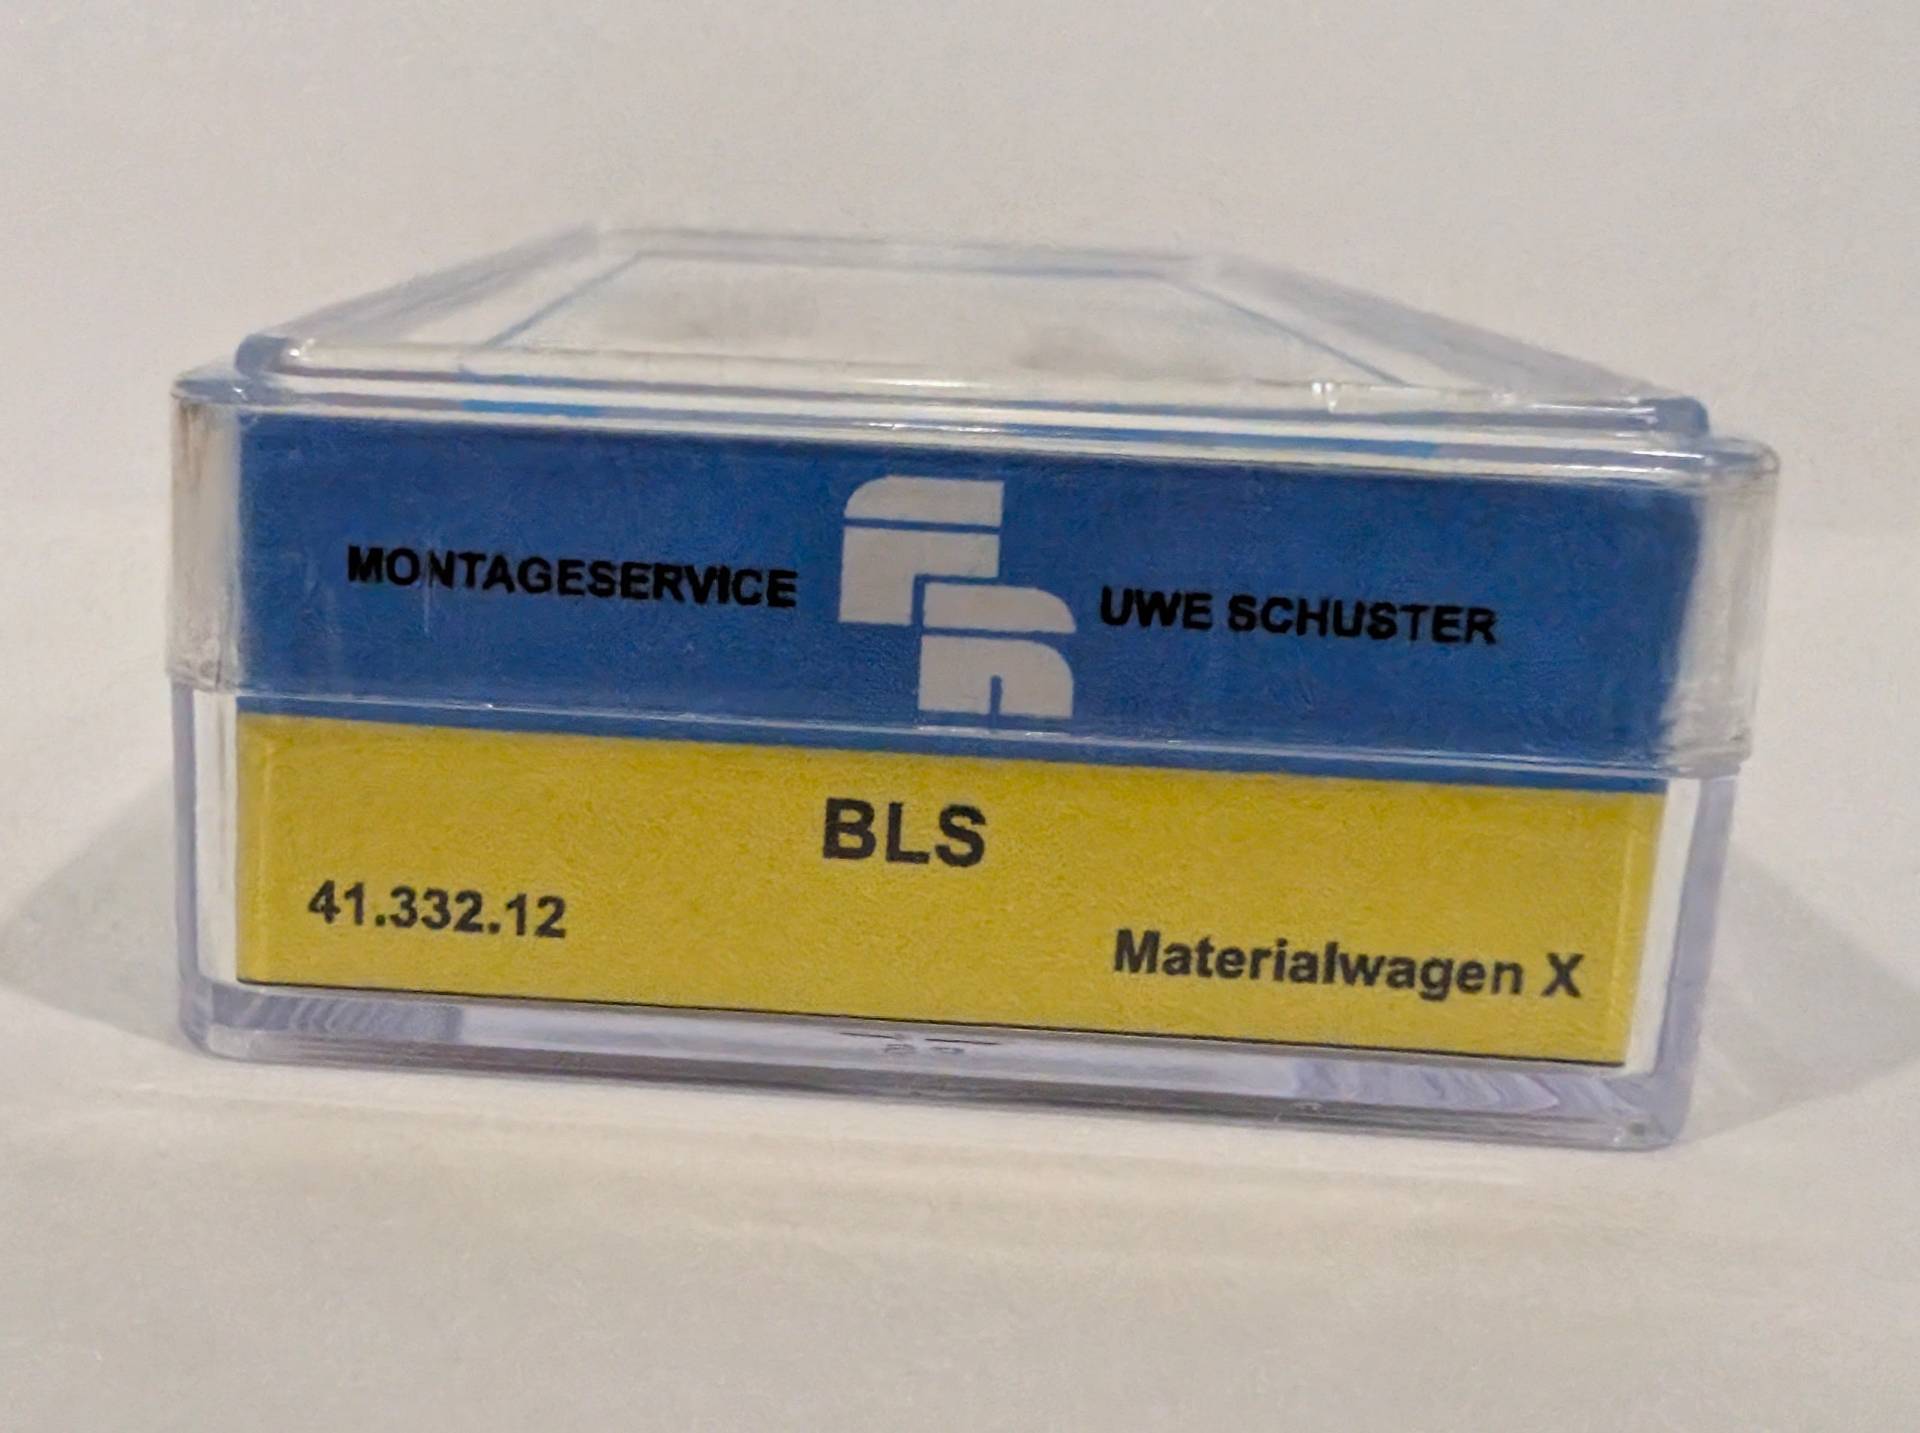 MONTAGESERVICE UWE SCHUSTER
BLS
41.332.12
Materialwagen X